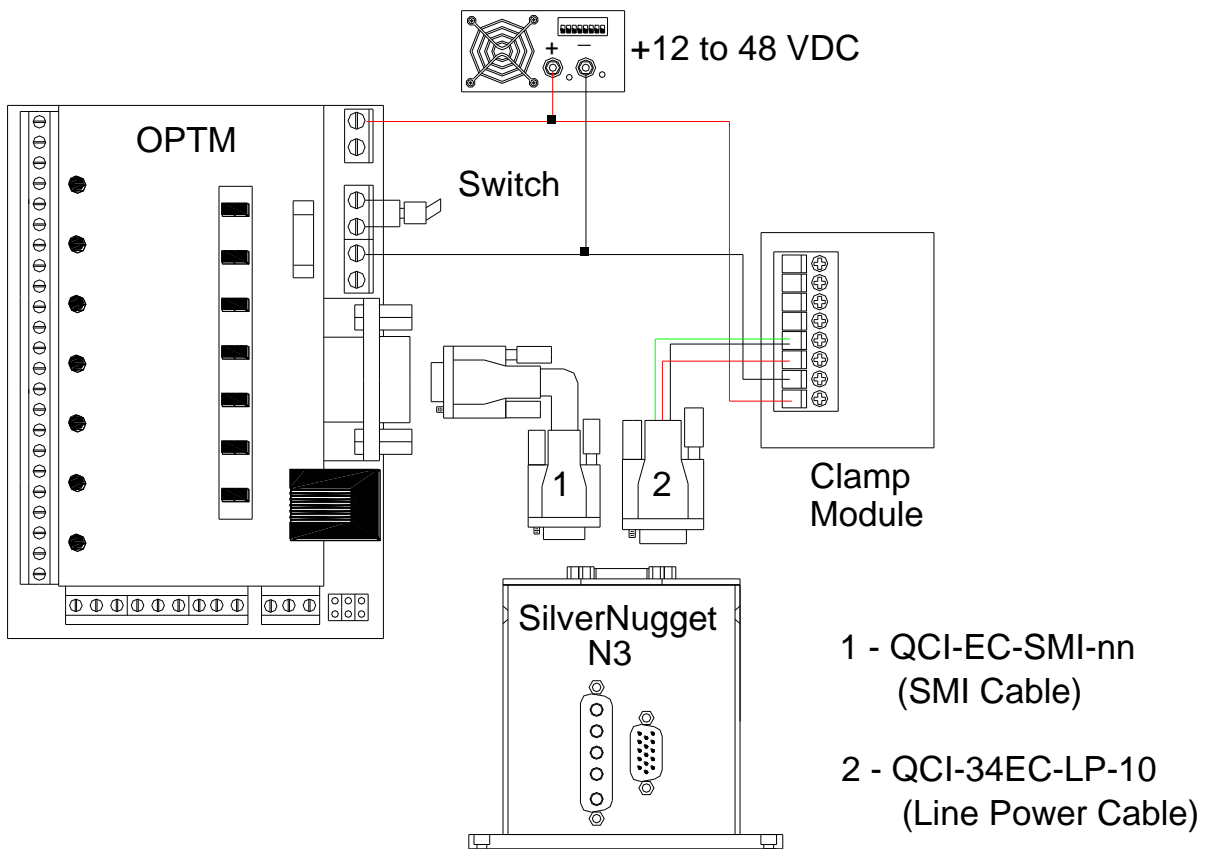 + −
+12 to 48 VDC
OPTM
Switch
1
2
Clamp
Module
SilverNugget
N3
1 - QCI-EC-SMI-nn
(SMI Cable)
2 - QCI-34EC-LP-10
(Line Power Cable)